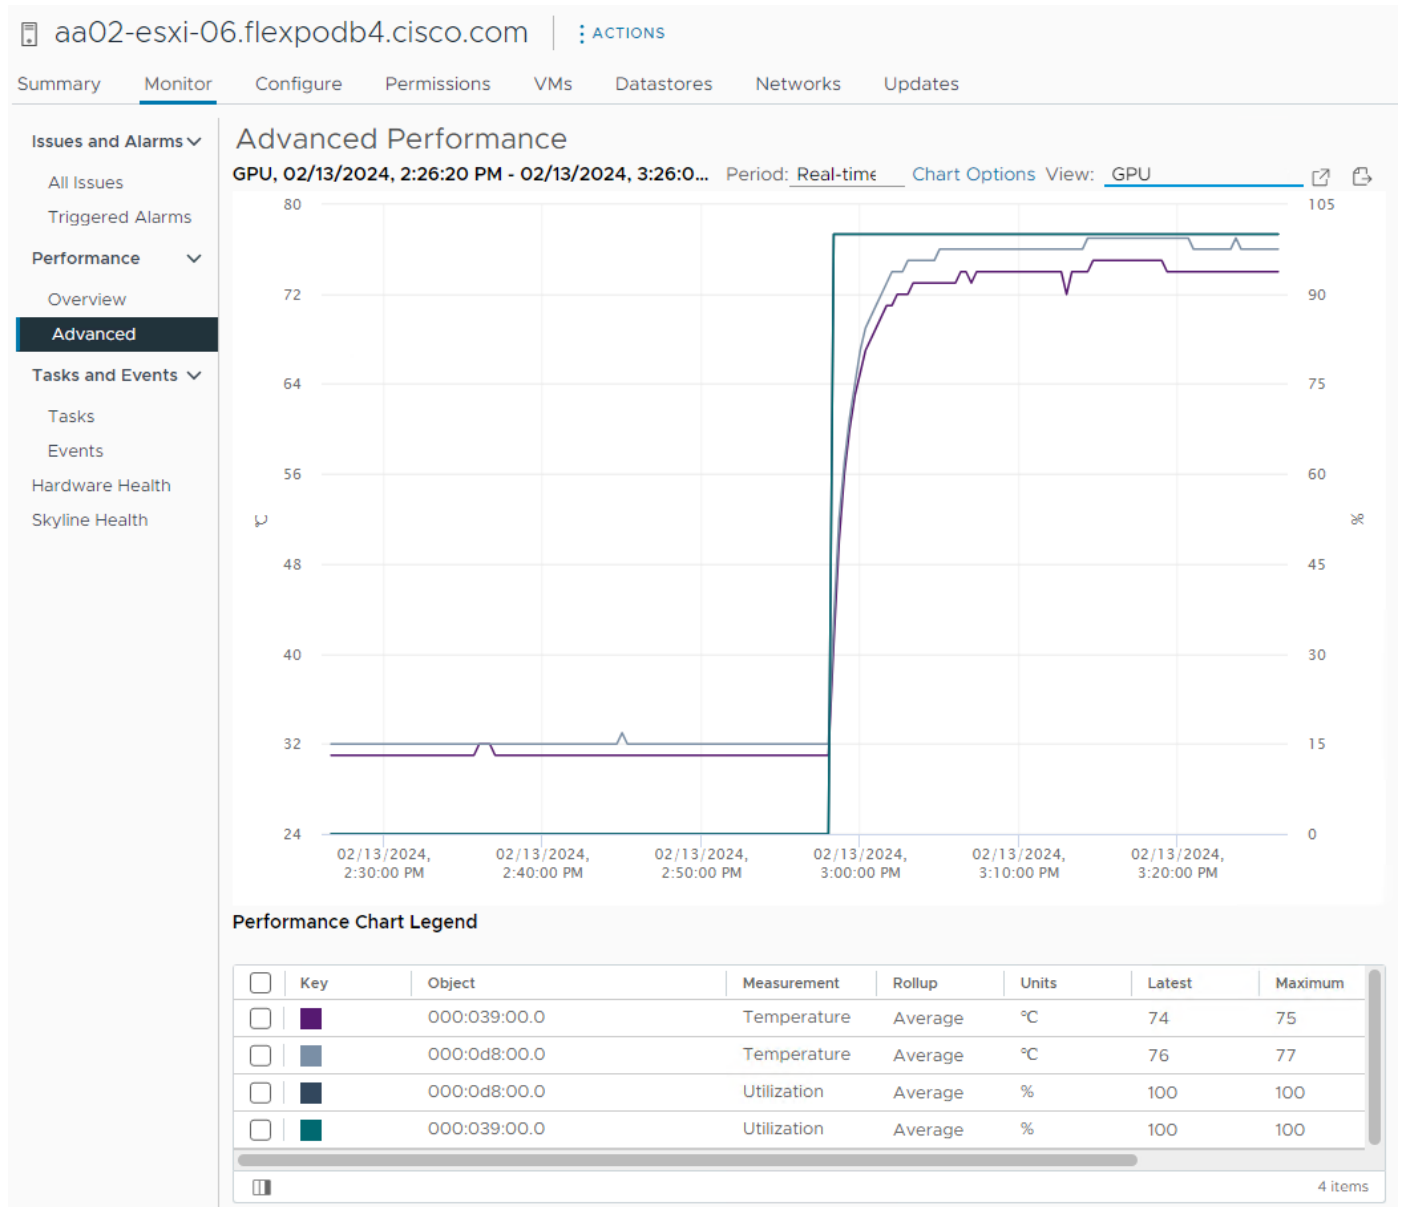 aa02-esxi-06.flexpodb4.cisco.com
ACTIONS
Summary Monitor Configure Permissions VMs Datastores Networks Updates
Issues and Alarms
All Issues
Triggered Alarms
Performance
Overview
Advanced
Tasks and Events
Tasks
Events
Hardware Health
Skyline Health
Advanced Performance
GPU, 02/13/2024, 2:26:20 PM - 02/13/2024, 3:26:0... Period: Real-time Chart Options View: GPU
80 105
72 90
64 75
56 60
℃ %
48 45
40 30
32 15
24 0
02/13/2024, 02/13/2024, 02/13/2024, 02/13/2024, 02/13/2024, 02/13/2024,
2:30:00 PM 2:40:00 PM 2:50:00 PM 3:00:00 PM 3:10:00 PM 3:20:00 PM
Performance Chart Legend
Key Object Measurement Rollup Units Latest Maximum
000:039:00.0 Temperature Average ℃ 74 75
000:0d8:00.0 Temperature Average ℃ 76 77
000:0d8:00.0 Utilization Average % 100 100
000:039:00.0 Utilization Average % 100 100
4 items